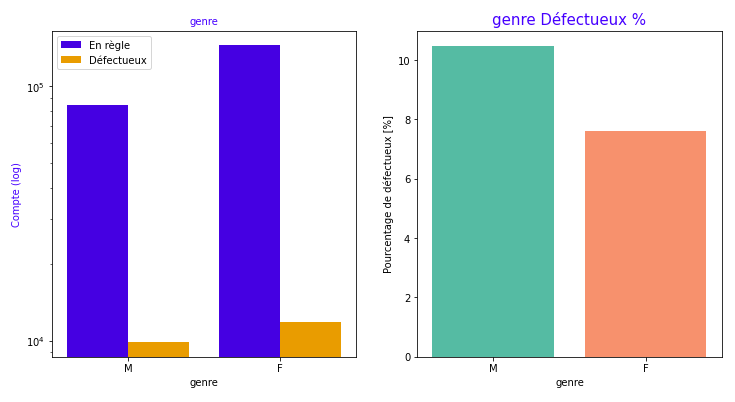 genre
En règle
Défectueux
Compte (log)
10⁵
10⁴
M
F
genre
genre Défectueux %
Pourcentage de défectueux [%]
10
8
6
4
2
0
M
F
genre